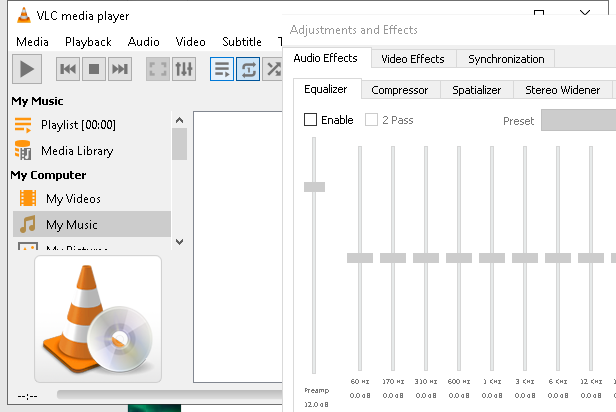 VLC media player
Media Playback Audio Video Subtitle
My Music
Playlist [00:00]
Media Library
My Computer
My Videos
My Music
My Pictures
--:--
Adjustments and Effects
Audio Effects Video Effects Synchronization
Equalizer Compressor Spatializer Stereo Widener
Enable 2 Pass Preset
60 Hz 170 Hz 310 Hz 600 Hz 1 KHz 3 KHz 6 KHz 12 KHz
Preamp 0.0 dB 0.0 dB 0.0 dB 0.0 dB 0.0 dB 0.0 dB 0.0 dB 0.0 dB
12.0 dB